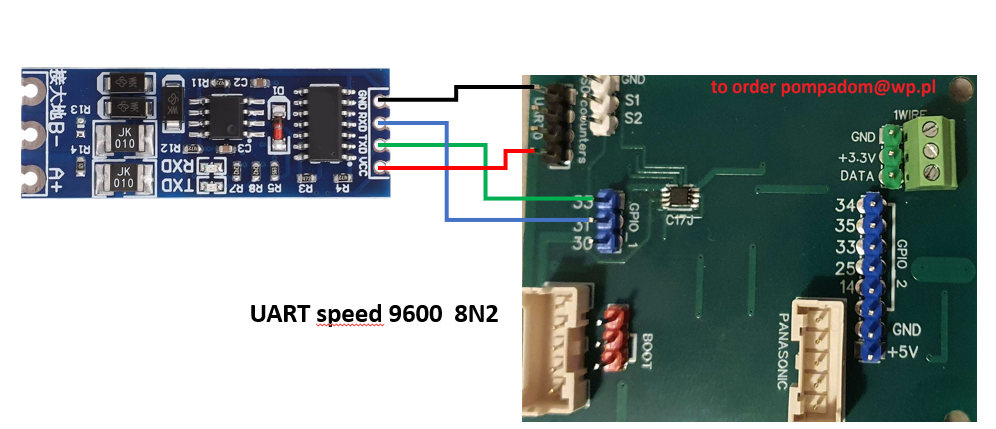 to order pompadom@wp.pl
GND
S1
S2
S0-counters
UART0
1WIRE
GND
+3.3V
DATA
接大地B-
A+
R13
R14
R11
C2
D1
GND RXD TXD VCC
JK
010
R12
C3
RXD
TXD
JK
010
R7
R8
R5
R3
R4
33
31
30
GPIO 1
C17J
34
35
33
25
14
GPIO 2
GND
+5V
BOOT
PANASONIC
UART speed 9600 8N2